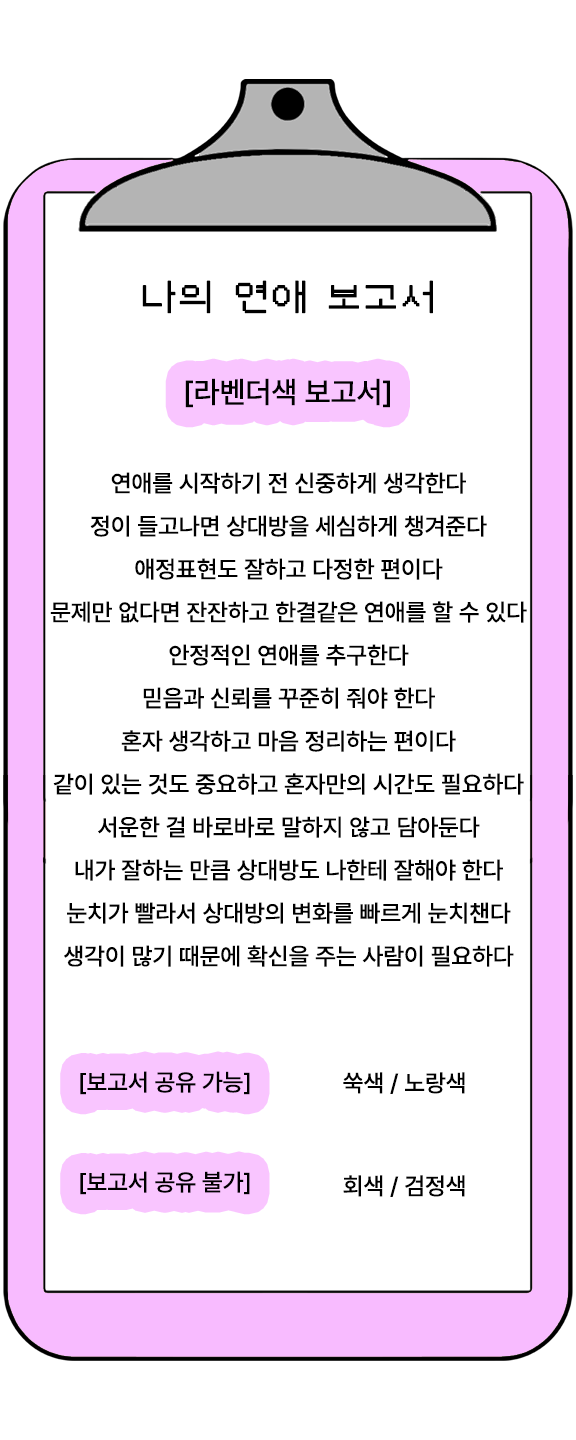 나의 연애 보고서
[라벤더색 보고서]
연애를 시작하기 전 신중하게 생각한다
정이 들고나면 상대방을 세심하게 챙겨준다
애정표현도 잘하고 다정한 편이다
문제만 없다면 잔잔하고 한결같은 연애를 할 수 있다
안정적인 연애를 추구한다
믿음과 신뢰를 꾸준히 줘야 한다
혼자 생각하고 마음 정리하는 편이다
같이 있는 것도 중요하고 혼자만의 시간도 필요하다
서운한 걸 바로바로 말하지 않고 담아둔다
내가 잘하는 만큼 상대방도 나한테 잘해야 한다
눈치가 빨라서 상대방의 변화를 빠르게 눈치챈다
생각이 많기 때문에 확신을 주는 사람이 필요하다
[보고서 공유 가능] 쑥색 / 노랑색
[보고서 공유 불가] 회색 / 검정색